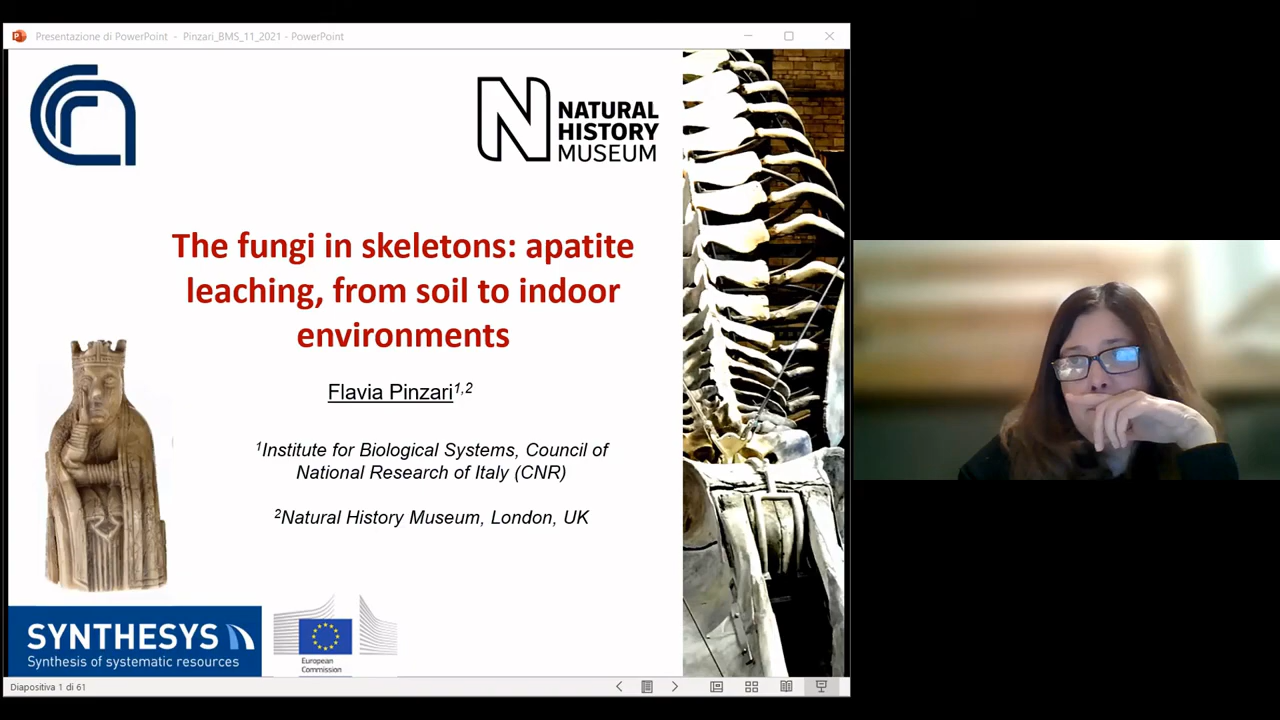 Presentazione di PowerPoint - Pinzari_BMS_11_2021 - PowerPoint
NATURAL
HISTORY
MUSEUM
The fungi in skeletons: apatite
leaching, from soil to indoor
environments
Flavia Pinzari1,2
1Institute for Biological Systems, Council of
National Research of Italy (CNR)
2Natural History Museum, London, UK
SYNTHESYS
Synthesis of systematic resources
European
Commission
Diapositiva 1 di 61